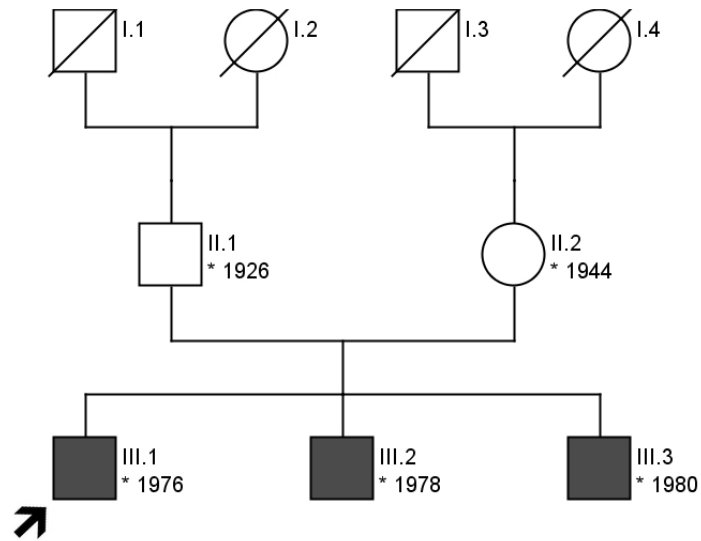 I.1
I.2
I.3
I.4
II.1
* 1926
II.2
* 1944
III.1
* 1976
III.2
* 1978
III.3
* 1980